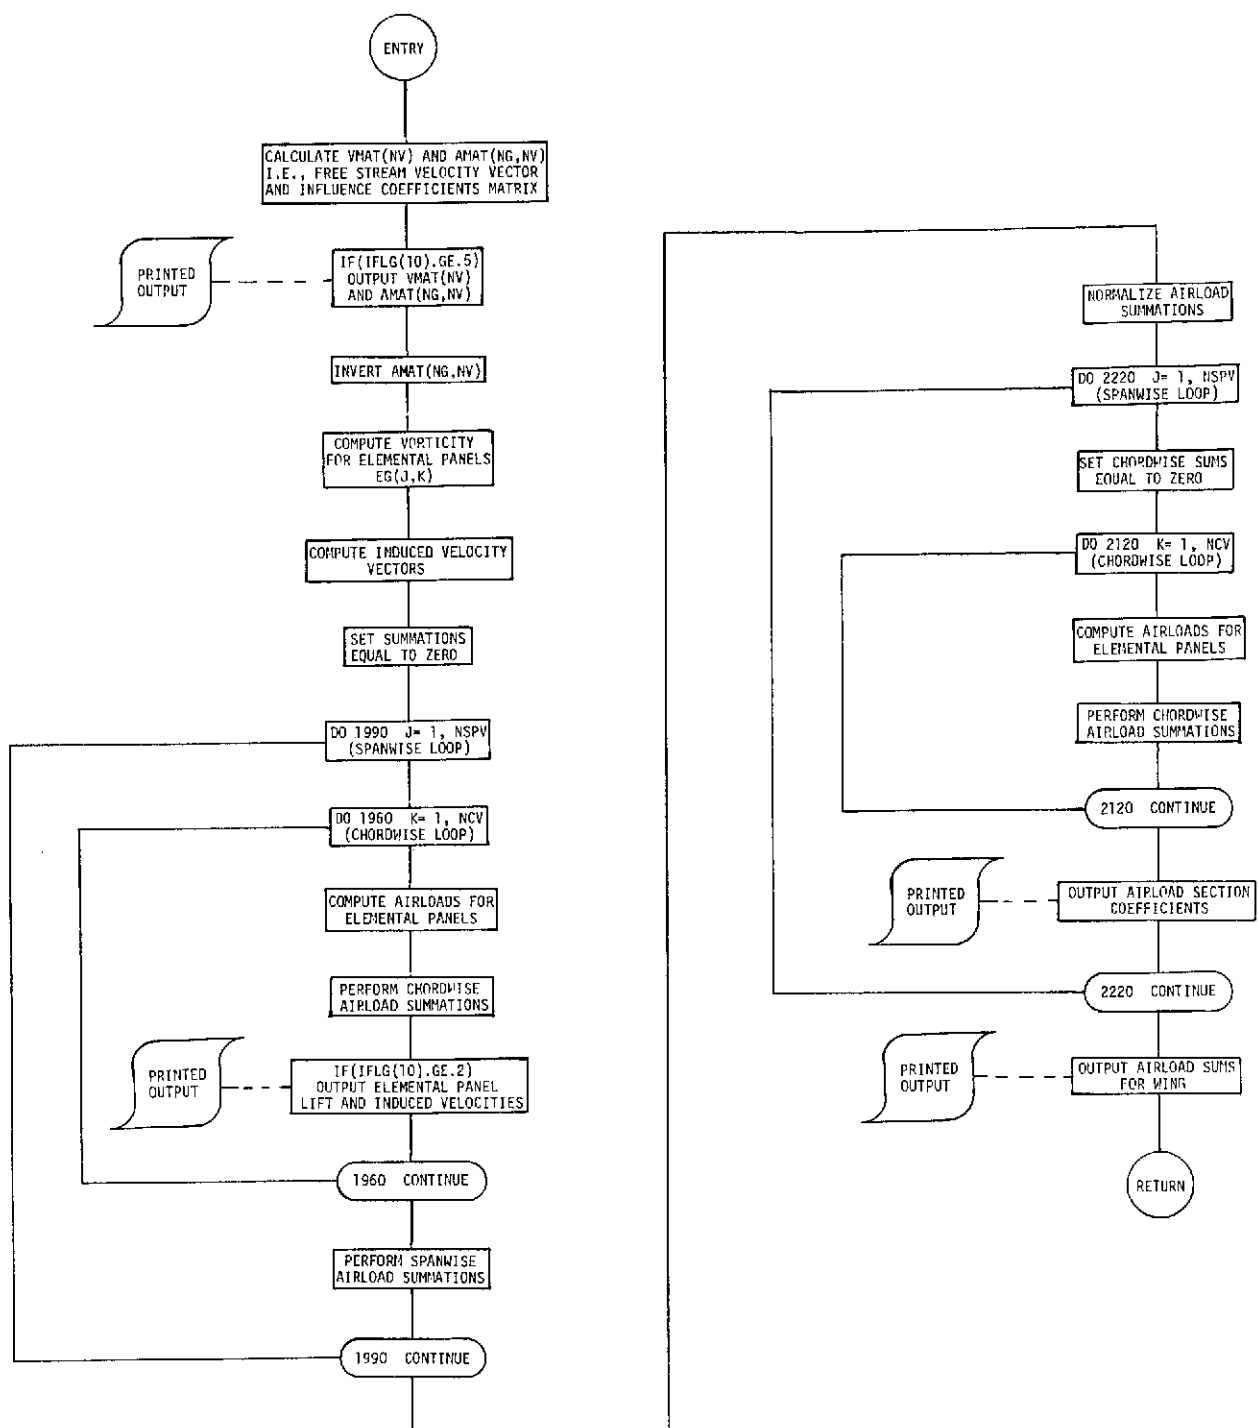 ENTRY
CALCULATE VMAT(NV) AND AMAT(NG,NV)
I.E., FREE STREAM VELOCITY VECTOR
AND INFLUENCE COEFFICIENTS MATRIX
PRINTED
OUTPUT
IF(IFLG(10).GE.5)
OUTPUT VMAT(NV)
AND AMAT(NG,NV)
INVERT AMAT(NG,NV)
COMPUTE VORTICITY
FOR ELEMENTAL PANELS
EG(J,K)
COMPUTE INDUCED VELOCITY
VECTORS
SET SUMMATIONS
EQUAL TO ZERO
DO 1990 J= 1, NSPV
(SPANWISE LOOP)
DO 1960 K= 1, NCV
(CHORDWISE LOOP)
COMPUTE AIRLOADS FOR
ELEMENTAL PANELS
PERFORM CHORDWISE
AIRLOAD SUMMATIONS
PRINTED
OUTPUT
IF(IFLG(10).GE.2)
OUTPUT ELEMENTAL PANEL
LIFT AND INDUCED VELOCITIES
1960 CONTINUE
PERFORM SPANWISE
AIRLOAD SUMMATIONS
1990 CONTINUE
NORMALIZE AIRLOAD
SUMMATIONS
DO 2220 J= 1, NSPV
(SPANWISE LOOP)
SET CHORDWISE SUMS
EQUAL TO ZERO
DO 2120 K= 1, NCV
(CHORDWISE LOOP)
COMPUTE AIRLOADS FOR
ELEMENTAL PANELS
PERFORM CHORDWISE
AIRLOAD SUMMATIONS
2120 CONTINUE
PRINTED
OUTPUT
OUTPUT AIRLOAD SECTION
COEFFICIENTS
2220 CONTINUE
PRINTED
OUTPUT
OUTPUT AIRLOAD SUMS
FOR WING
RETURN